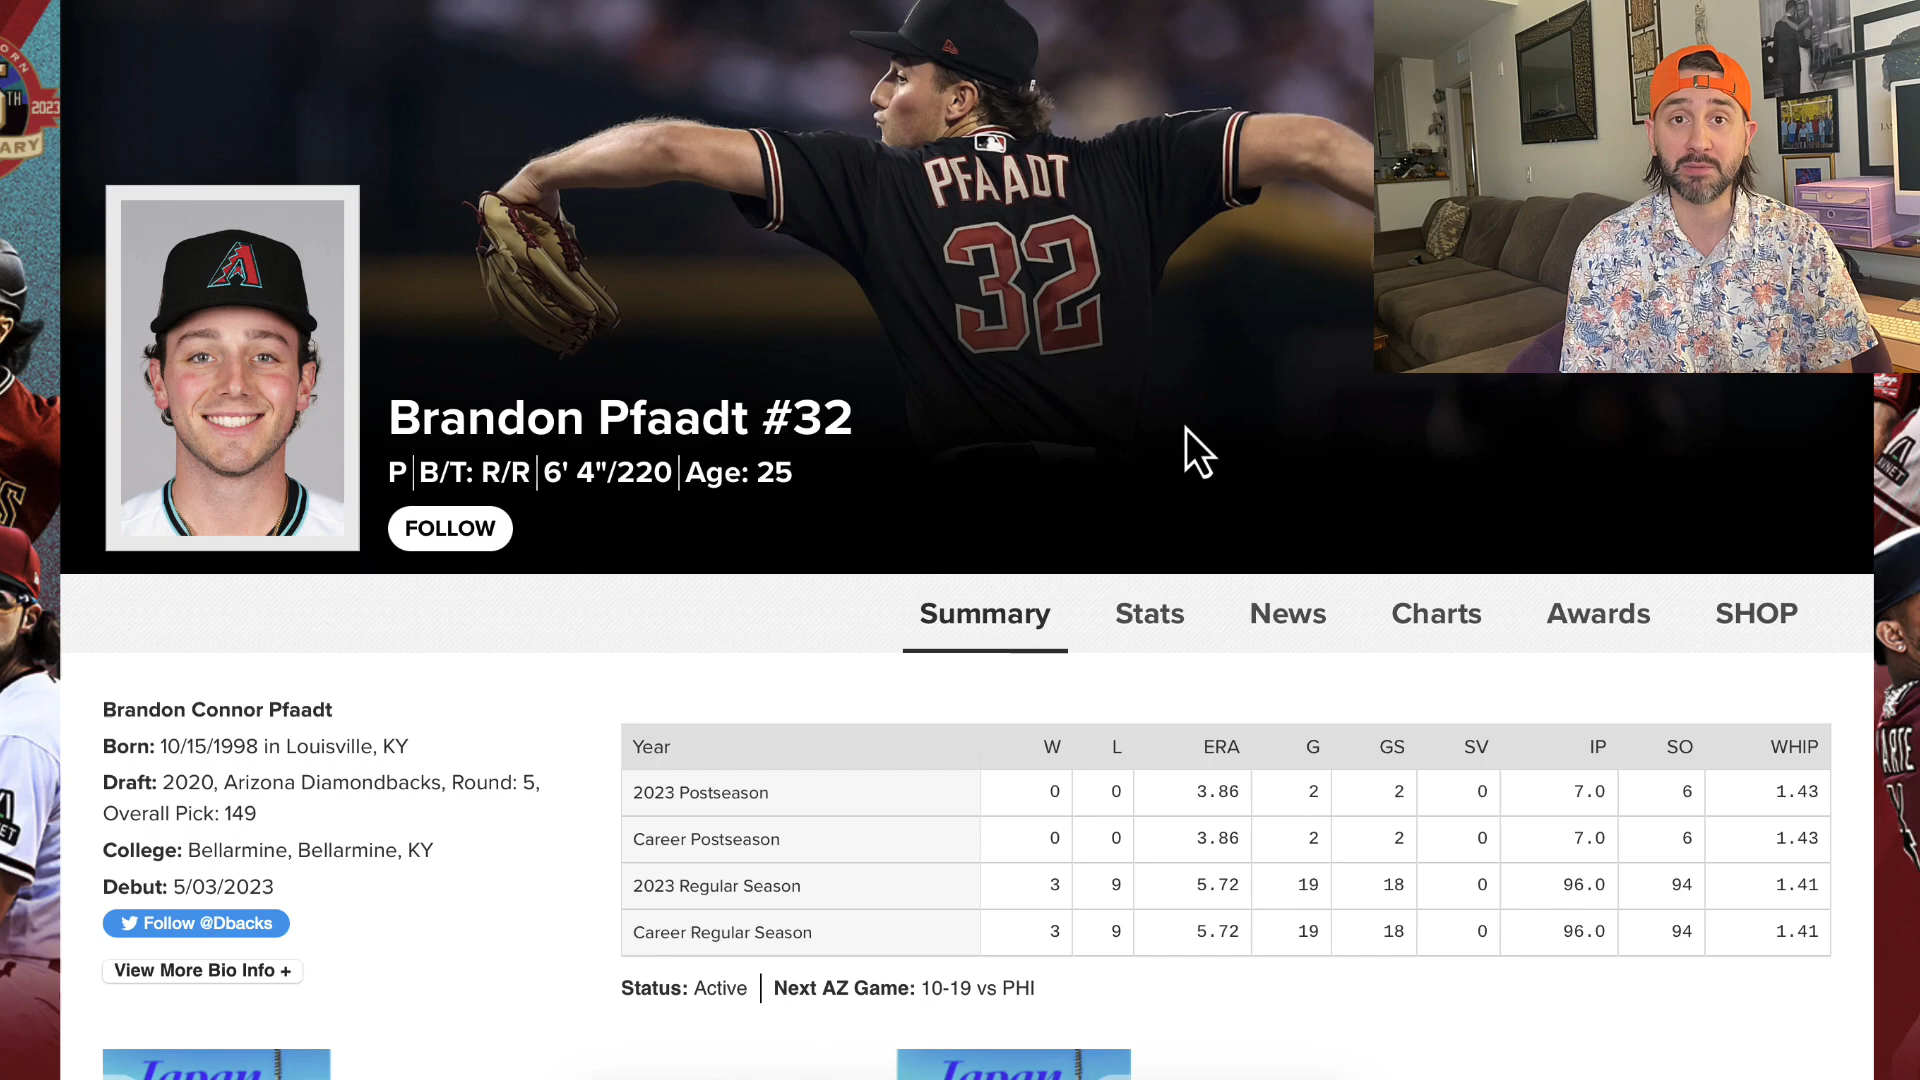 PFAADT
32
Brandon Pfaadt #32
P B/T: R/R 6' 4"/220 Age: 25
FOLLOW
Summary Stats News Charts Awards SHOP
Brandon Connor Pfaadt
Born: 10/15/1998 in Louisville, KY
Draft: 2020, Arizona Diamondbacks, Round: 5,
Overall Pick: 149
College: Bellarmine, Bellarmine, KY
Debut: 5/03/2023
Follow @Dbacks
View More Bio Info +
Year W L ERA G GS SV IP SO WHIP
2023 Postseason 0 0 3.86 2 2 0 7.0 6 1.43
Career Postseason 0 0 3.86 2 2 0 7.0 6 1.43
2023 Regular Season 3 9 5.72 19 18 0 96.0 94 1.41
Career Regular Season 3 9 5.72 19 18 0 96.0 94 1.41
Status: Active Next AZ Game: 10-19 vs PHI
Japan
Japan
2023
AVNET